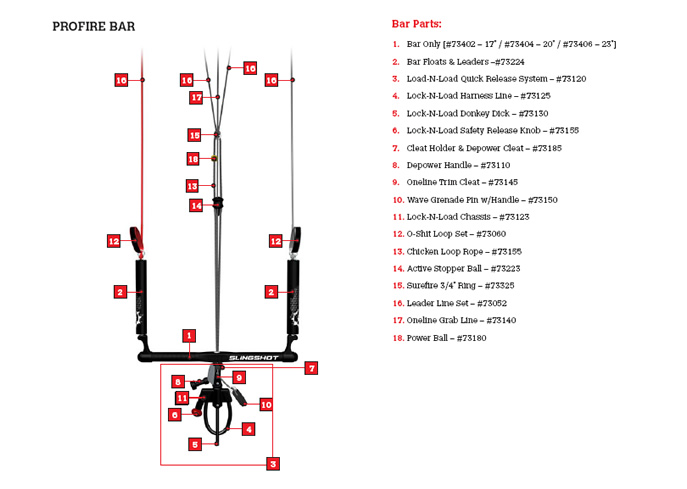 PROFIRE BAR
16
16
16
16
17
15
18
13
14
12
12
2
2
1
SLINGSHOT
7
9
8
11
10
6
4
5
3
Bar Parts:
1. Bar Only [#73402 – 17" / #73404 – 20" / #73406 – 23"]
2. Bar Floats & Leaders –#73224
3. Load-N-Load Quick Release System – #73120
4. Lock-N-Load Harness Line – #73125
5. Lock-N-Load Donkey Dick – #73130
6. Lock-N-Load Safety Release Knob – #73155
7. Cleat Holder & Depower Cleat – #73185
8. Depower Handle – #73110
9. Oneline Trim Cleat – #73145
10. Wave Grenade Pin w/Handle – #73150
11. Lock-N-Load Chassis – #73123
12. O-Shit Loop Set – #73060
13. Chicken Loop Rope – #73155
14. Active Stopper Ball – #73223
15. Surefire 3/4" Ring – #73325
16. Leader Line Set – #73052
17. Oneline Grab Line – #73140
18. Power Ball – #73180